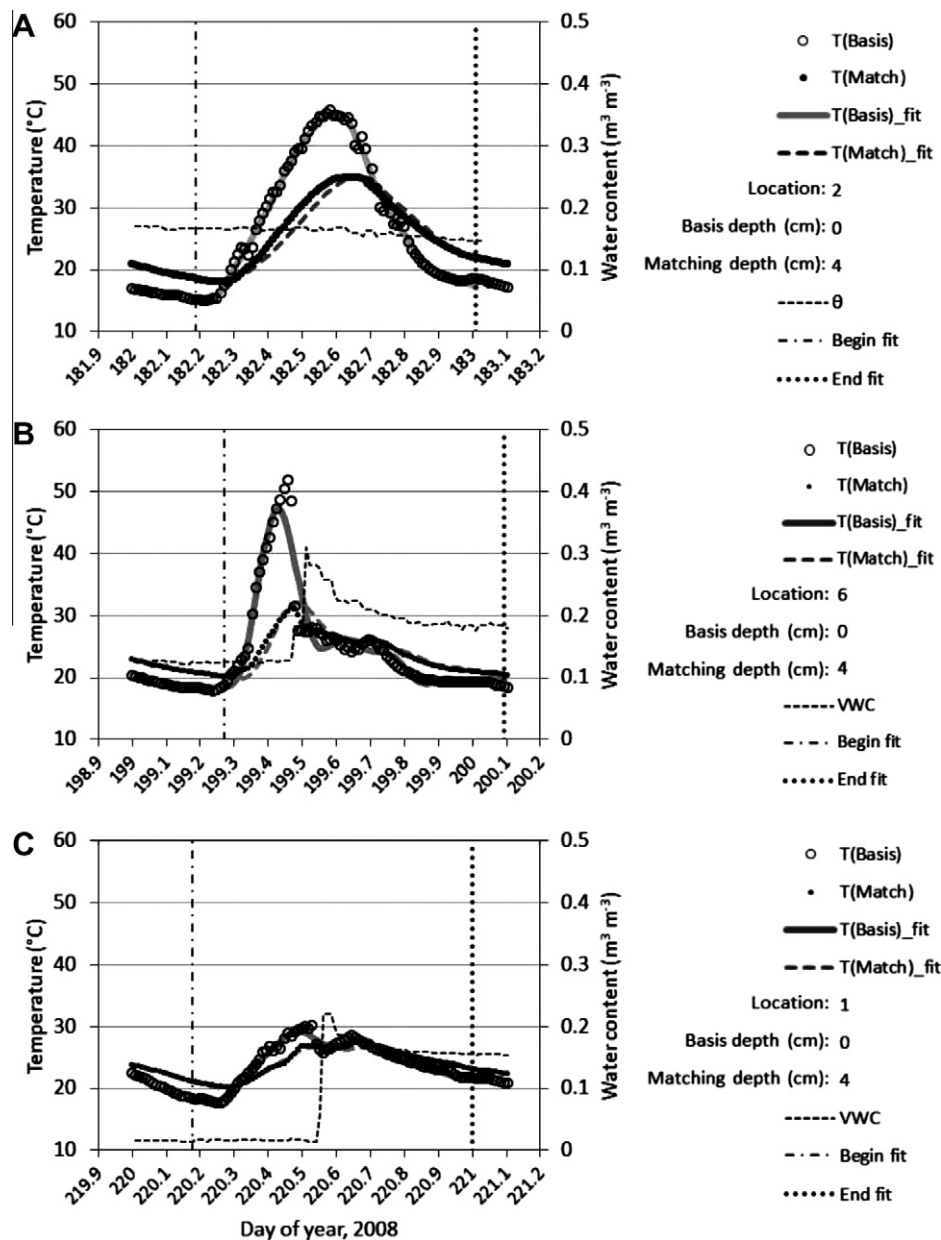 A
60
50
40
30
20
10
Temperature (°C)
0.5
0.4
0.3
0.2
0.1
0
Water content (m³ m⁻³)
181.9
182
182.1
182.2
182.3
182.4
182.5
182.6
182.7
182.8
182.9
183
183.1
183.2
T(Basis)
T(Match)
T(Basis)_fit
T(Match)_fit
Location: 2
Basis depth (cm): 0
Matching depth (cm): 4
θ
Begin fit
End fit
B
60
50
40
30
20
10
Temperature (°C)
0.5
0.4
0.3
0.2
0.1
0
Water content (m³ m⁻³)
198.9
199
199.1
199.2
199.3
199.4
199.5
199.6
199.7
199.8
199.9
200
200.1
200.2
T(Basis)
T(Match)
T(Basis)_fit
T(Match)_fit
Location: 6
Basis depth (cm): 0
Matching depth (cm): 4
VWC
Begin fit
End fit
C
60
50
40
30
20
10
Temperature (°C)
0.5
0.4
0.3
0.2
0.1
0
Water content (m³ m⁻³)
219.9
220
220.1
220.2
220.3
220.4
220.5
220.6
220.7
220.8
220.9
221
221.1
221.2
Day of year, 2008
T(Basis)
T(Match)
T(Basis)_fit
T(Match)_fit
Location: 1
Basis depth (cm): 0
Matching depth (cm): 4
VWC
Begin fit
End fit